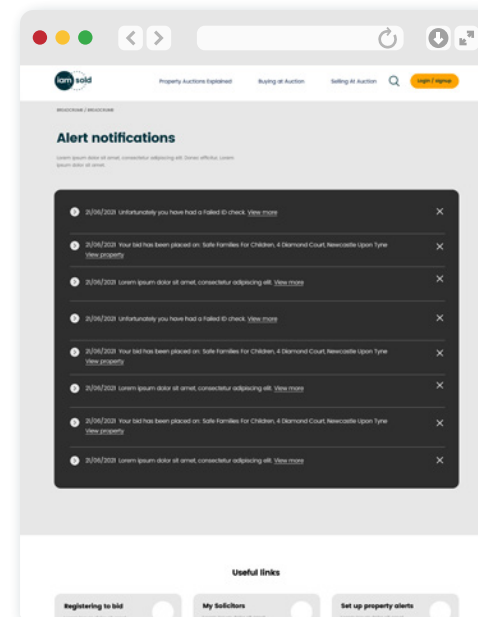 iam sold
Property Auctions Explained
Buying at Auction
Selling At Auction
Login / signup
BREADCRUMB / BREADCRUMB
Alert notifications
Lorem ipsum dolor sit amet, consectetur adipiscing elit. Donec efficitur, Lorem
ipsum dolor sit amet.
21/06/2021 Unfortunately you have had a Failed ID check. View more
21/06/2021 Your bid has been placed on: Safe Families For Children, 4 Diamond Court, Newcastle Upon Tyne
View property
21/06/2021 Lorem ipsum dolor sit amet, consectetur adipiscing elit. View more
21/06/2021 Unfortunately you have had a Failed ID check. View more
21/06/2021 Your bid has been placed on: Safe Families For Children, 4 Diamond Court, Newcastle Upon Tyne
View property
21/06/2021 Lorem ipsum dolor sit amet, consectetur adipiscing elit. View more
21/06/2021 Your bid has been placed on: Safe Families For Children, 4 Diamond Court, Newcastle Upon Tyne
View property
21/06/2021 Lorem ipsum dolor sit amet, consectetur adipiscing elit. View more
Useful links
Registering to bid
My Solicitors
Set up property alerts